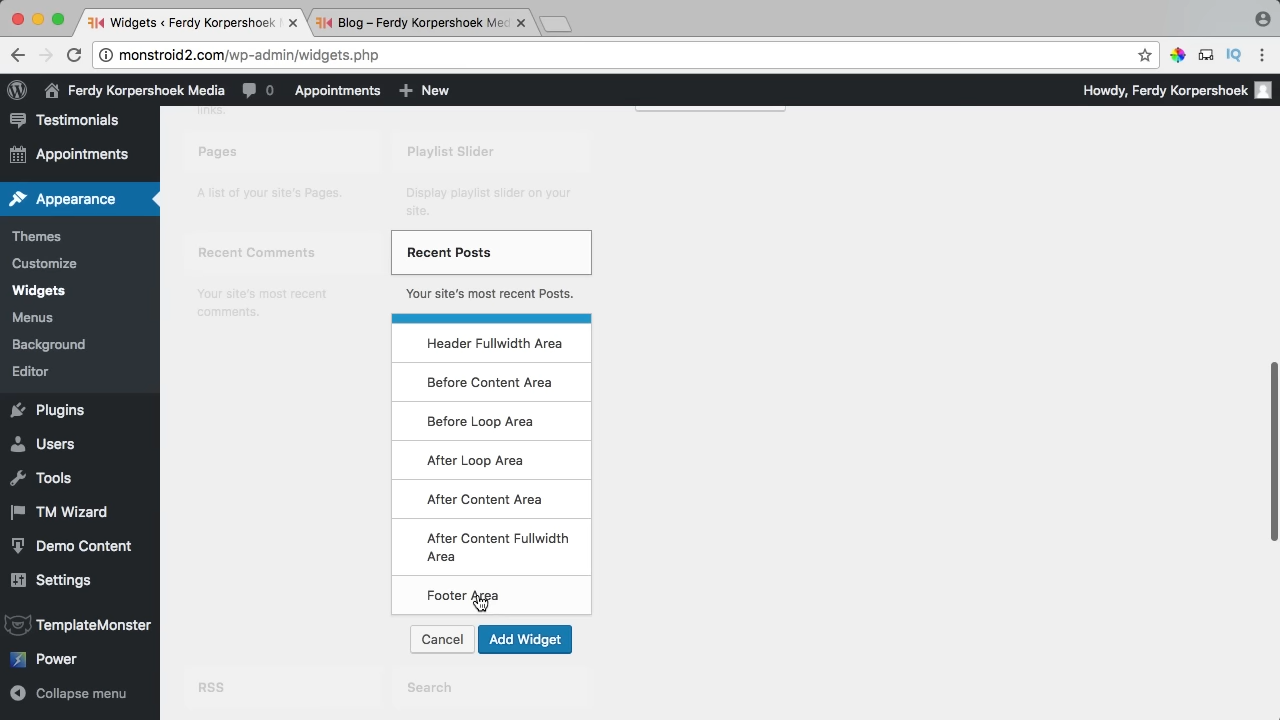 Widgets ‹ Ferdy Korpershoek
Blog – Ferdy Korpershoek Med
monstroid2.com/wp-admin/widgets.php
Ferdy Korpershoek Media
0
Appointments
New
Howdy, Ferdy Korpershoek
Testimonials
Appointments
Appearance
Themes
Customize
Widgets
Menus
Background
Editor
Plugins
Users
Tools
TM Wizard
Demo Content
Settings
TemplateMonster
Power
Collapse menu
links.
Pages
A list of your site's Pages.
Playlist Slider
Display playlist slider on your
site.
Recent Comments
Your site's most recent
comments.
Recent Posts
Your site's most recent Posts.
Header Fullwidth Area
Before Content Area
Before Loop Area
After Loop Area
After Content Area
After Content Fullwidth
Area
Footer Area
Cancel
Add Widget
RSS
Search